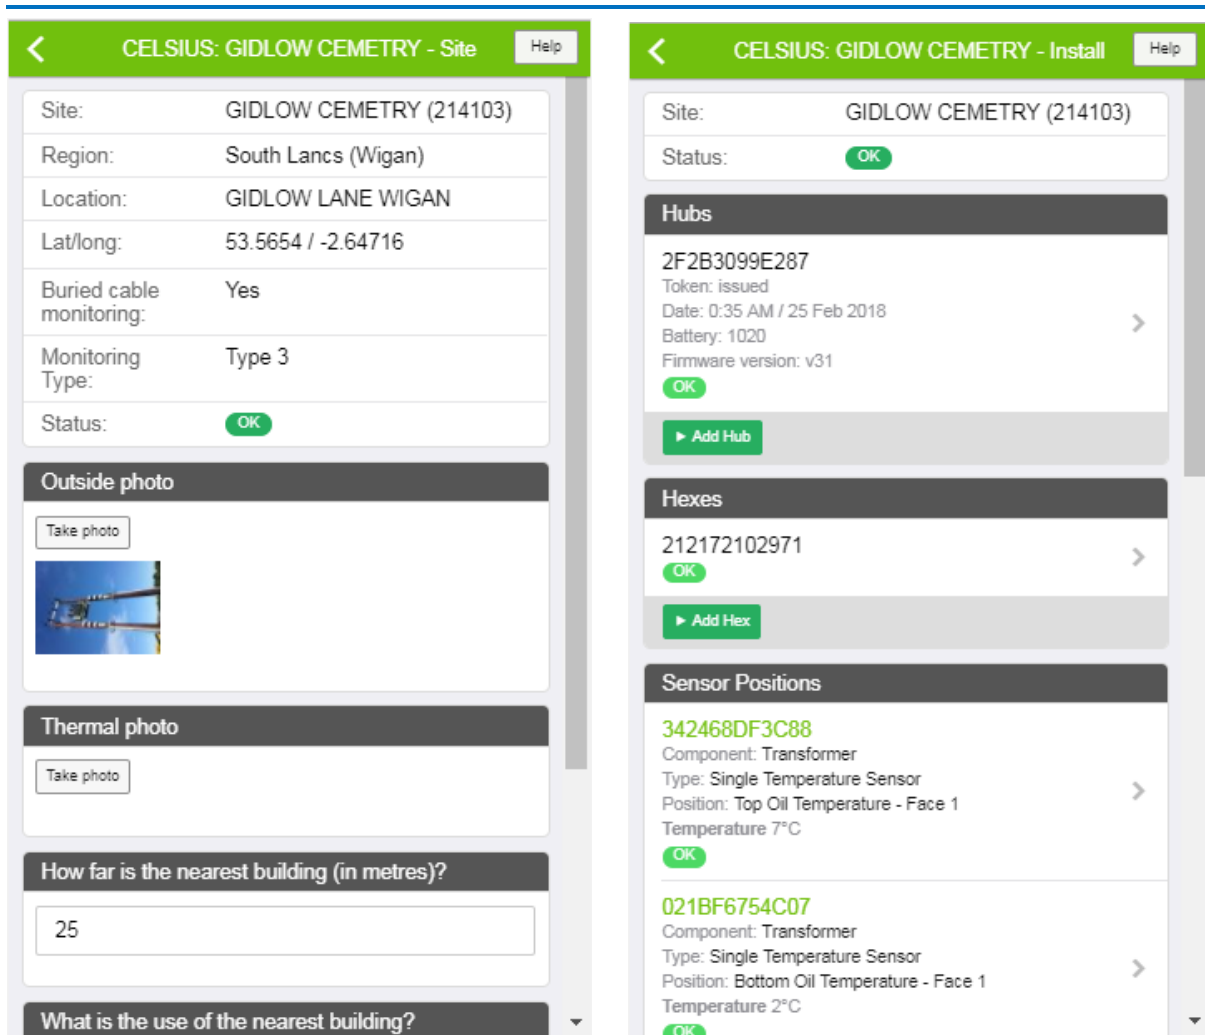 CELSIUS: GIDLOW CEMETRY - Site
Help
Site: GIDLOW CEMETRY (214103)
Region: South Lancs (Wigan)
Location: GIDLOW LANE WIGAN
Lat/long: 53.5654 / -2.64716
Buried cable Yes
monitoring:
Monitoring Type 3
Type:
Status: OK
Outside photo
Take photo
Thermal photo
Take photo
How far is the nearest building (in metres)?
25
What is the use of the nearest building?
CELSIUS: GIDLOW CEMETRY - Install
Help
Site: GIDLOW CEMETRY (214103)
Status: OK
Hubs
2F2B3099E287
Token: issued
Date: 0:35 AM / 25 Feb 2018
Battery: 1020
Firmware version: v31
OK
Add Hub
Hexes
212172102971
OK
Add Hex
Sensor Positions
342468DF3C88
Component: Transformer
Type: Single Temperature Sensor
Position: Top Oil Temperature - Face 1
Temperature 7°C
OK
021BF6754C07
Component: Transformer
Type: Single Temperature Sensor
Position: Bottom Oil Temperature - Face 1
Temperature 2°C
OK